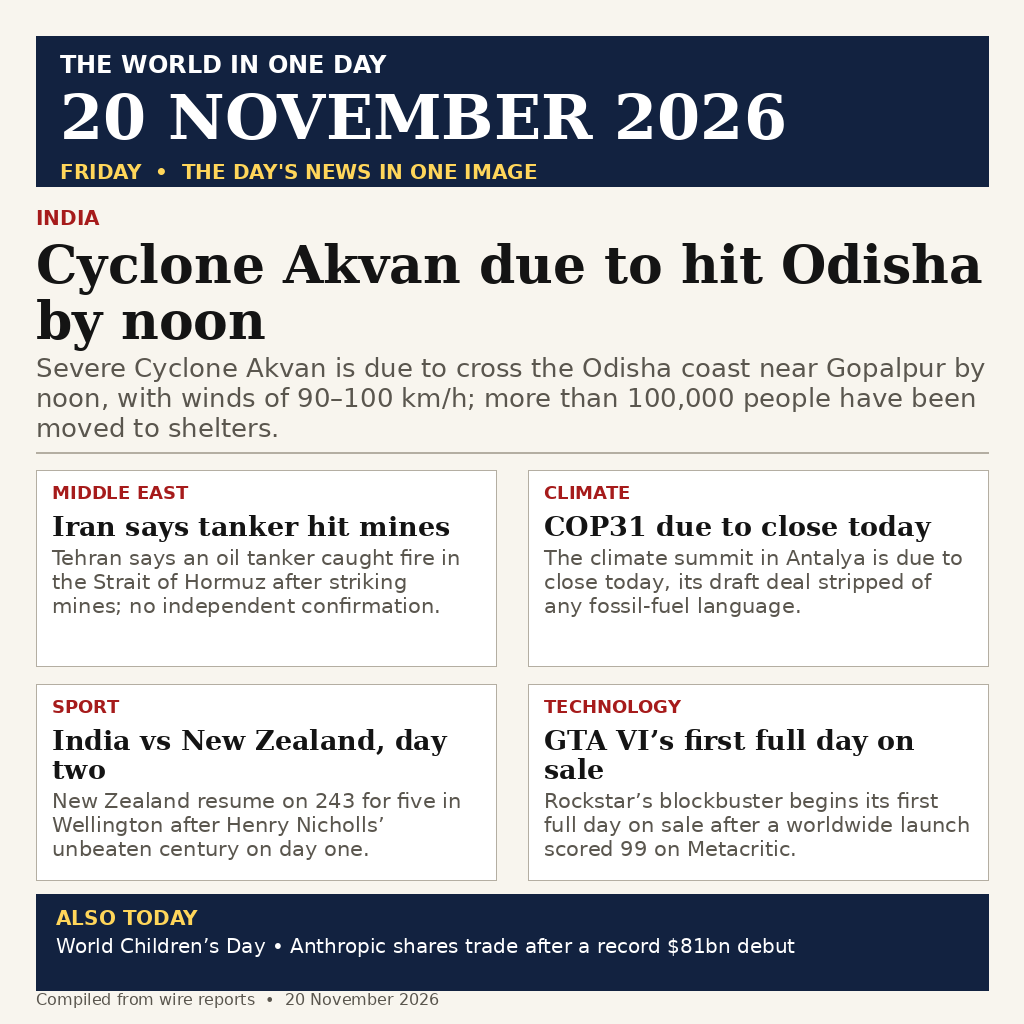 THE WORLD IN ONE DAY
20 NOVEMBER 2026
FRIDAY • THE DAY'S NEWS IN ONE IMAGE
INDIA
Cyclone Akvan due to hit Odisha
by noon
Severe Cyclone Akvan is due to cross the Odisha coast near Gopalpur by
noon, with winds of 90–100 km/h; more than 100,000 people have been
moved to shelters.
MIDDLE EAST
Iran says tanker hit mines
Tehran says an oil tanker caught fire in
the Strait of Hormuz after striking
mines; no independent confirmation.
CLIMATE
COP31 due to close today
The climate summit in Antalya is due to
close today, its draft deal stripped of
any fossil-fuel language.
SPORT
India vs New Zealand, day
two
New Zealand resume on 243 for five in
Wellington after Henry Nicholls’
unbeaten century on day one.
TECHNOLOGY
GTA VI’s first full day on
sale
Rockstar’s blockbuster begins its first
full day on sale after a worldwide launch
scored 99 on Metacritic.
ALSO TODAY
World Children’s Day • Anthropic shares trade after a record $81bn debut
Compiled from wire reports • 20 November 2026